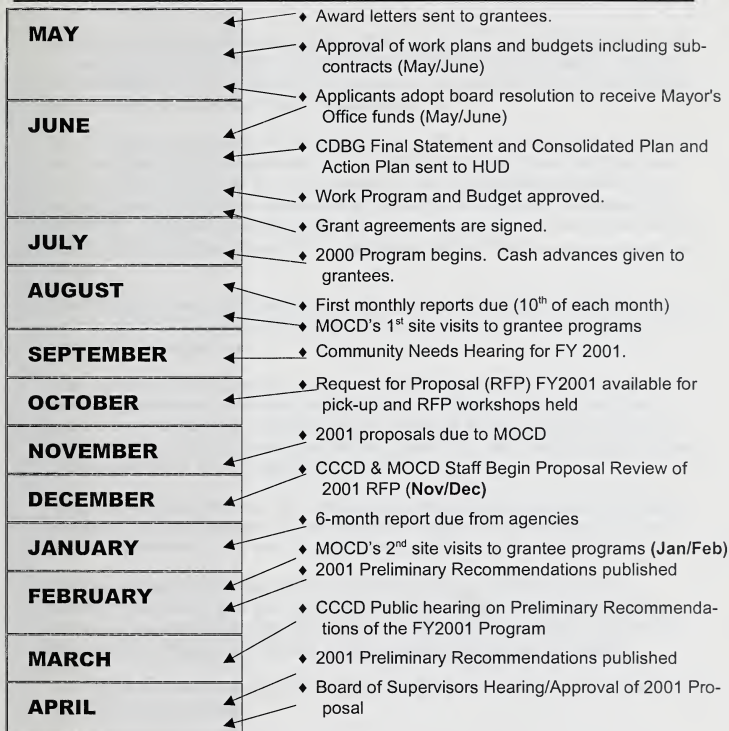 MAY
♦ Award letters sent to grantees.
♦ Approval of work plans and budgets including sub-
contracts (May/June)
♦ Applicants adopt board resolution to receive Mayor's
Office funds (May/June)
JUNE
♦ CDBG Final Statement and Consolidated Plan and
Action Plan sent to HUD
♦ Work Program and Budget approved.
♦ Grant agreements are signed.
JULY
♦ 2000 Program begins. Cash advances given to
grantees.
AUGUST
♦ First monthly reports due (10th of each month)
♦ MOCD's 1st site visits to grantee programs
SEPTEMBER
♦ Community Needs Hearing for FY 2001.
OCTOBER
♦ Request for Proposal (RFP) FY2001 available for
pick-up and RFP workshops held
NOVEMBER
♦ 2001 proposals due to MOCD
DECEMBER
♦ CCCD & MOCD Staff Begin Proposal Review of
2001 RFP (Nov/Dec)
JANUARY
♦ 6-month report due from agencies
♦ MOCD's 2nd site visits to grantee programs (Jan/Feb)
FEBRUARY
♦ 2001 Preliminary Recommendations published
♦ CCCD Public hearing on Preliminary Recommenda-
tions of the FY2001 Program
MARCH
♦ 2001 Preliminary Recommendations published
APRIL
♦ Board of Supervisors Hearing/Approval of 2001 Pro-
posal